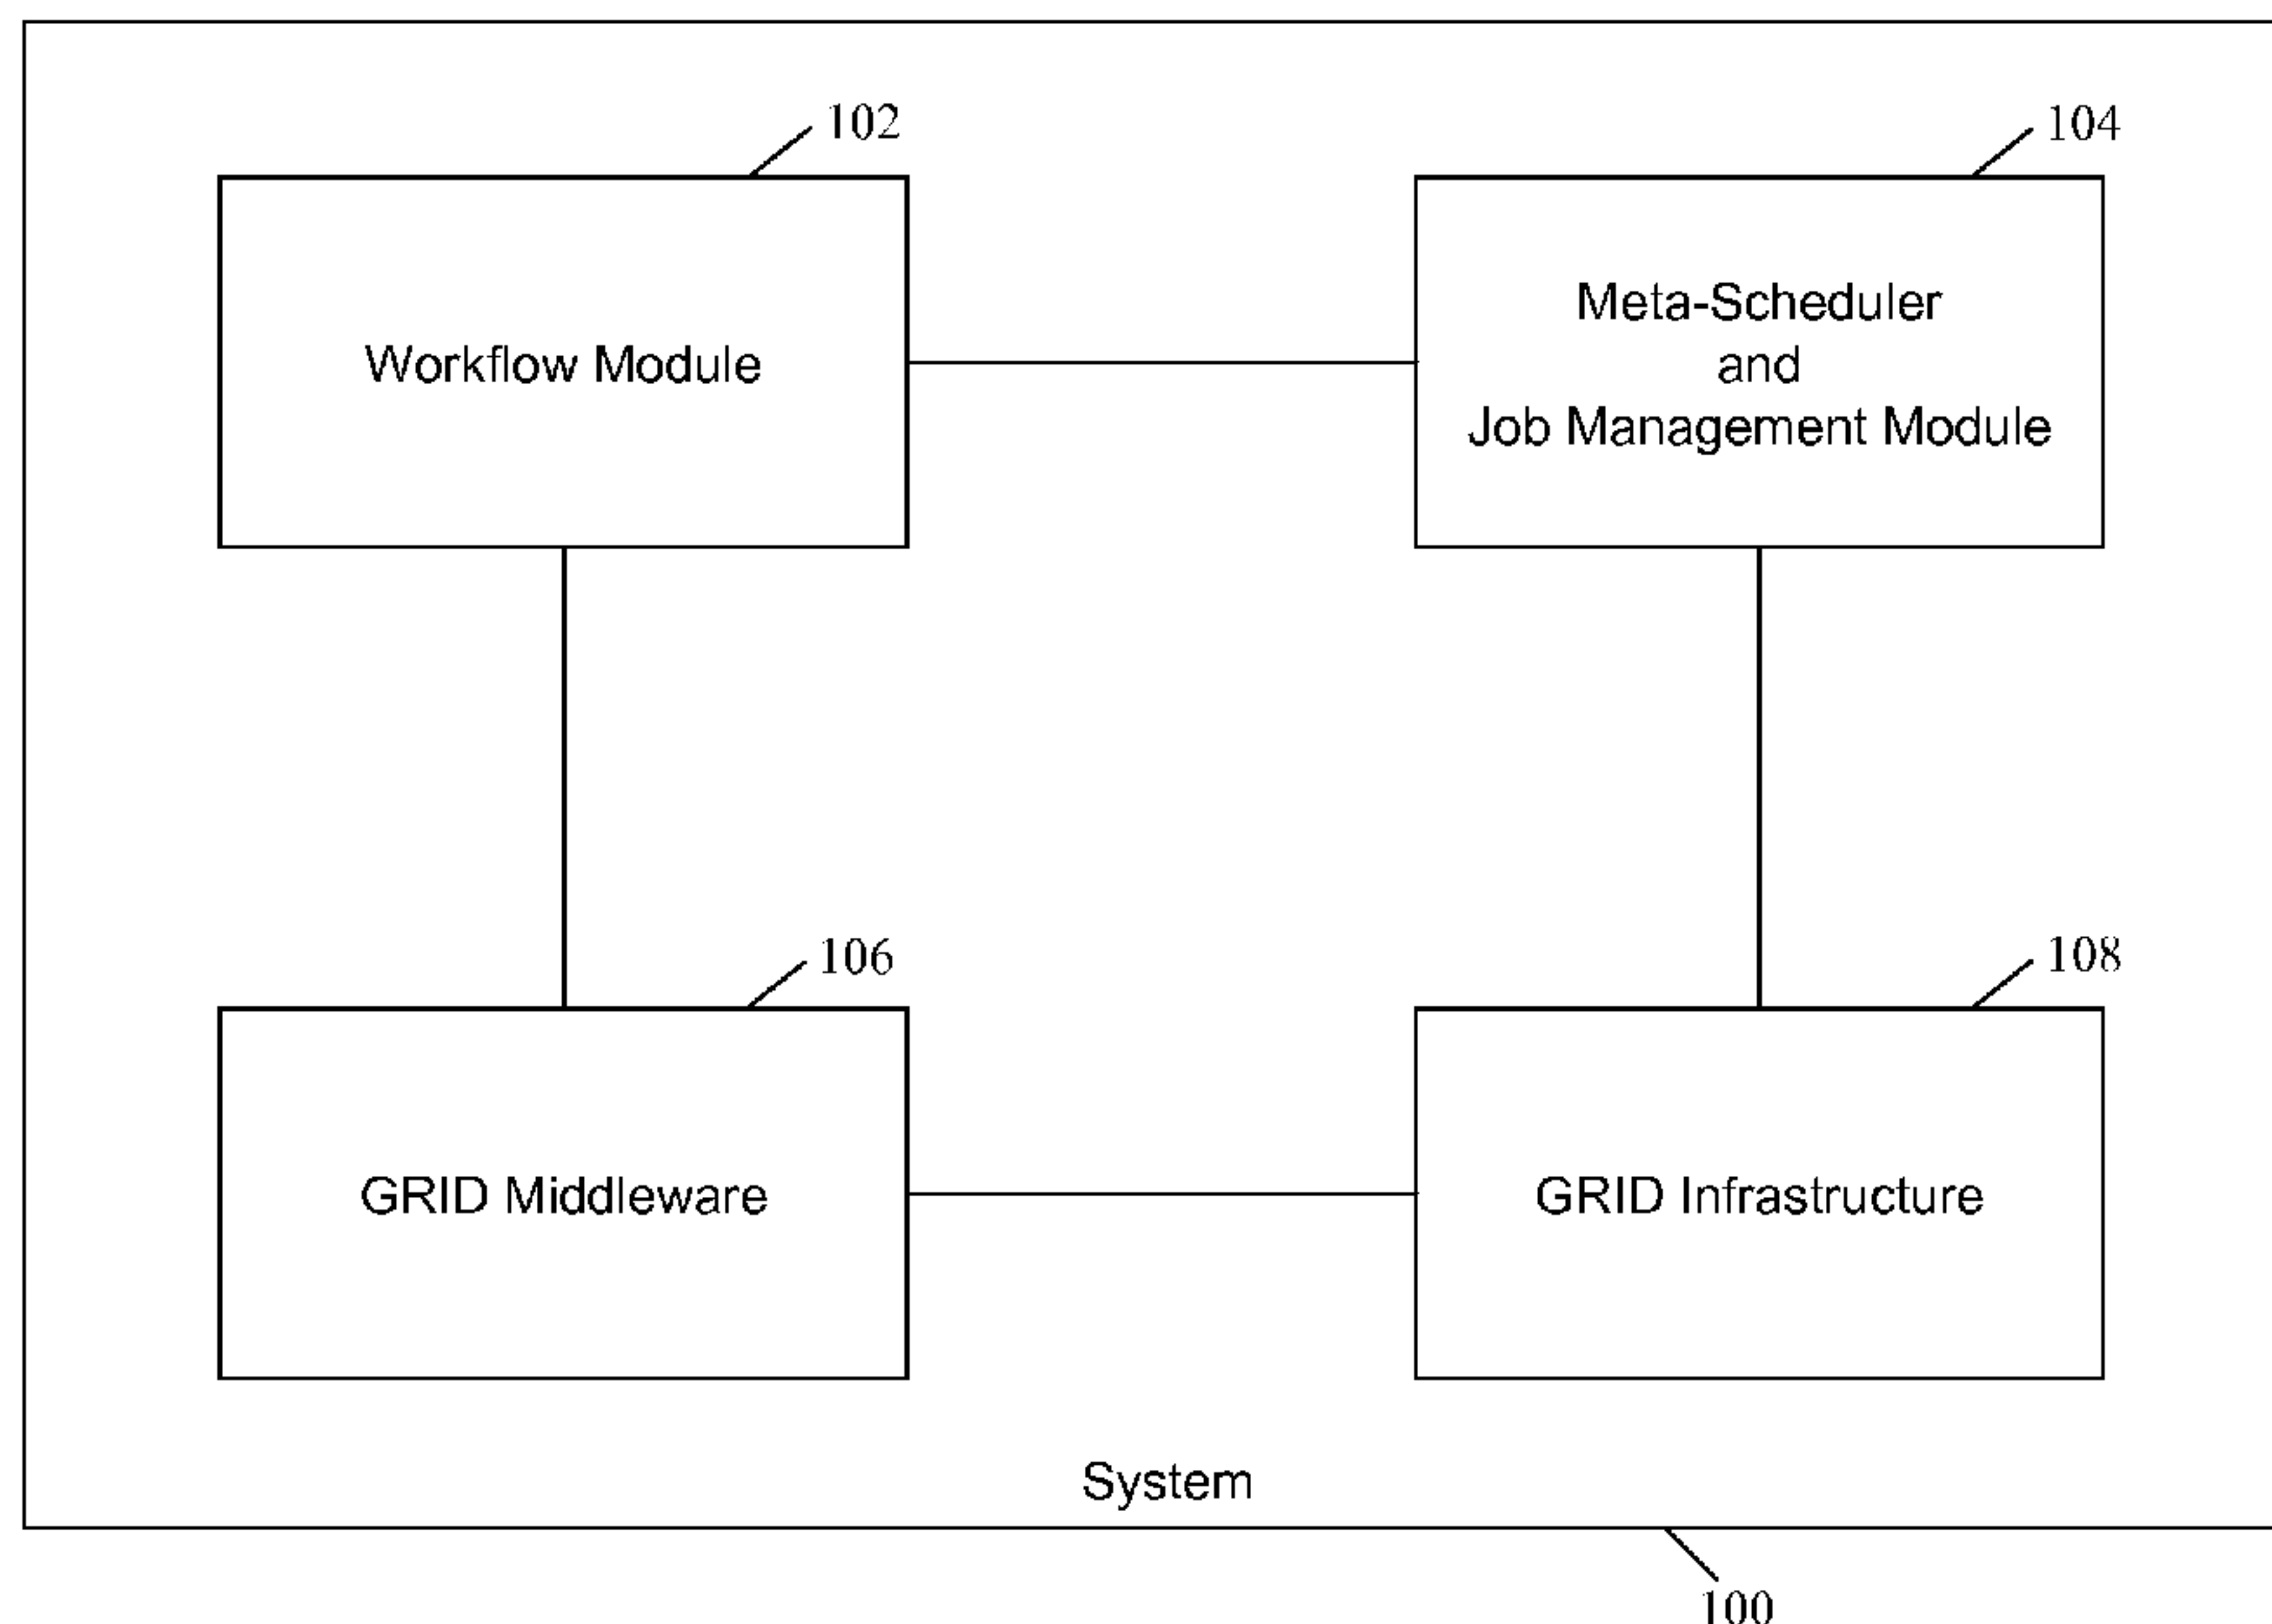 102
104
Workflow Module
Meta-Scheduler
and
Job Management Module
106
108
GRID Middleware
GRID Infrastructure
System
100